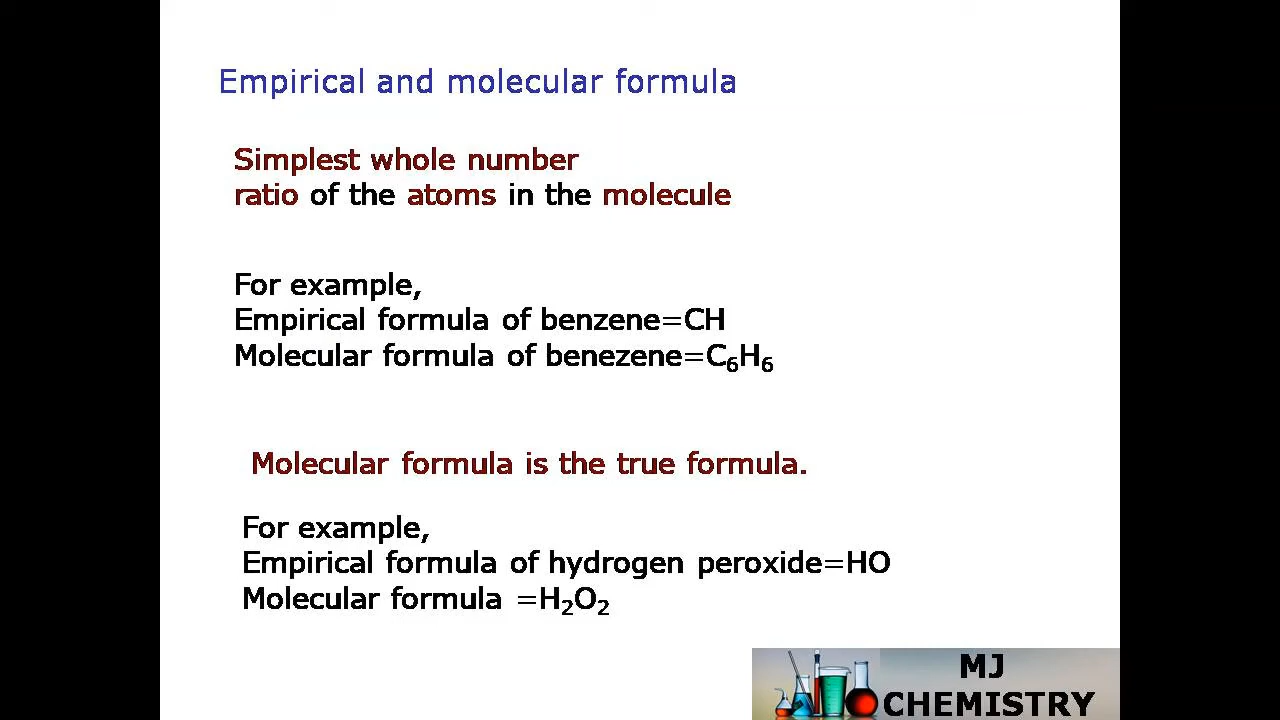 Empirical and molecular formula
Simplest whole number
ratio of the atoms in the molecule
For example,
Empirical formula of benzene=CH
Molecular formula of benezene=C₆H₆
Molecular formula is the true formula.
For example,
Empirical formula of hydrogen peroxide=HO
Molecular formula =H₂O₂
MJ
CHEMISTRY